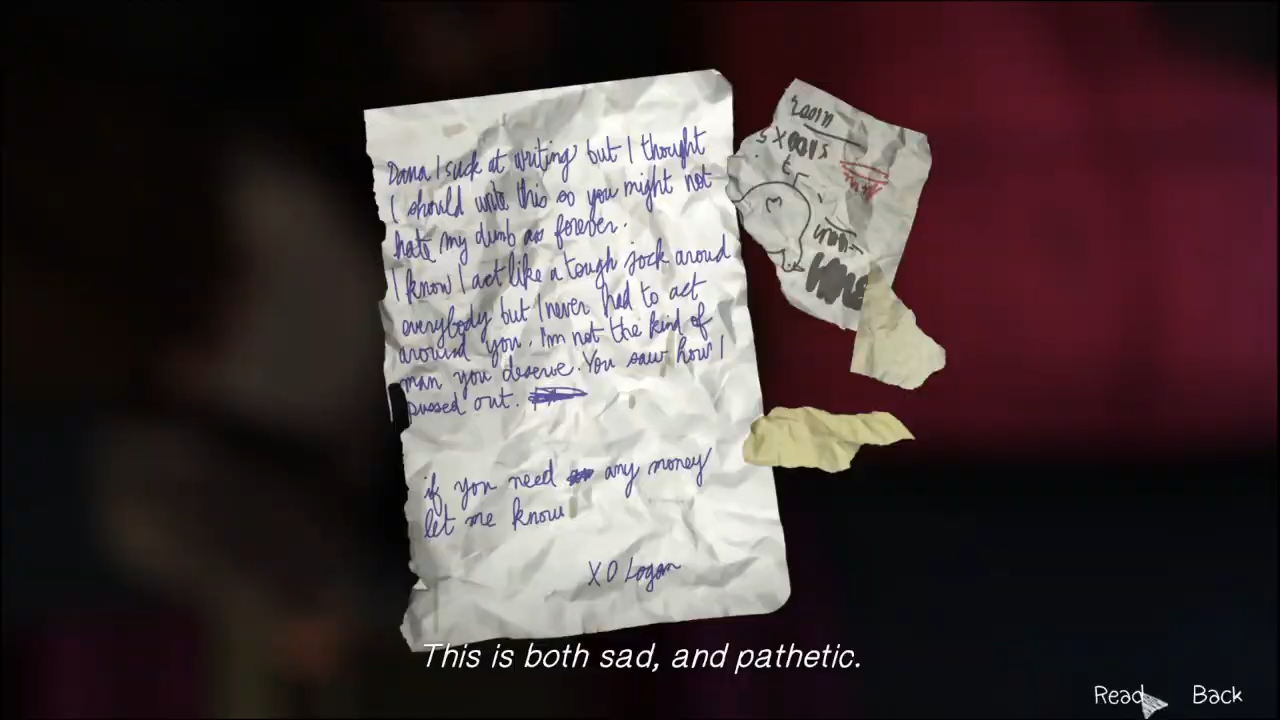 Dana I suck at writing but I thought
I should write this so you might not
hate my dumb ass forever.
I know I act like a tough jock aroud
everybody but I never had to act
around you. I'm not the kind of
man you deserve. You saw how I
pussed out.
if you need any money
let me know
XO Logan
This is both sad, and pathetic.
Read
Back